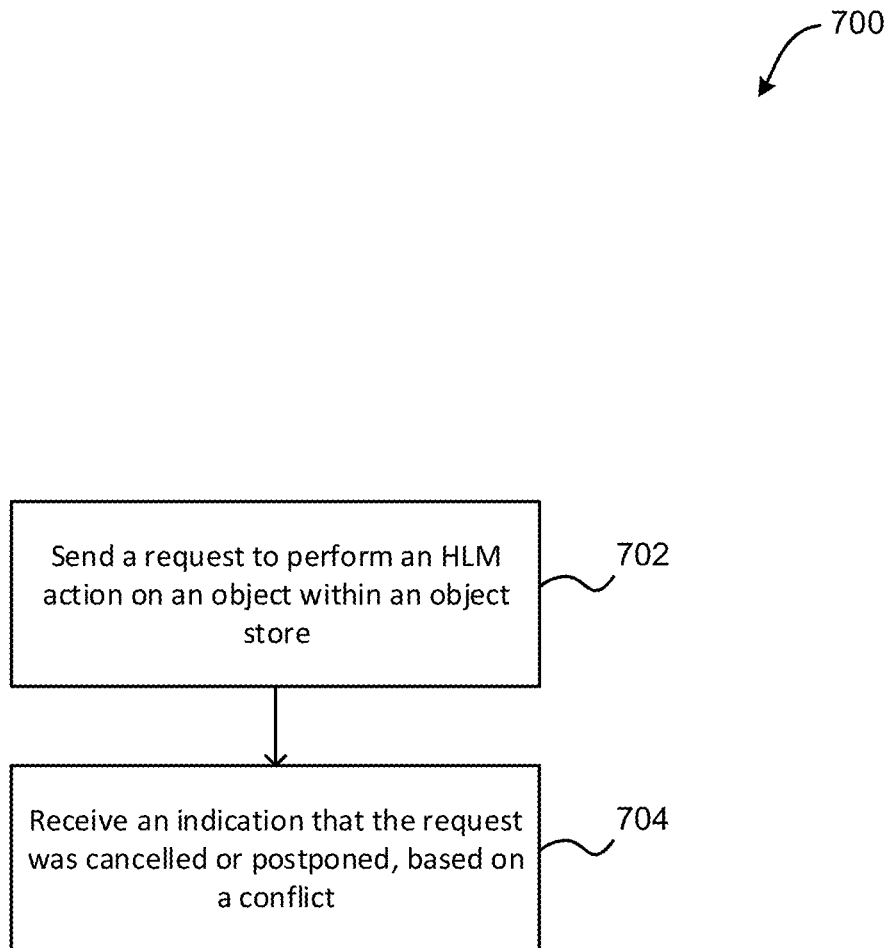 700
Send a request to perform an HLM
action on an object within an object
store
702
Receive an indication that the request
was cancelled or postponed, based on
a conflict
704